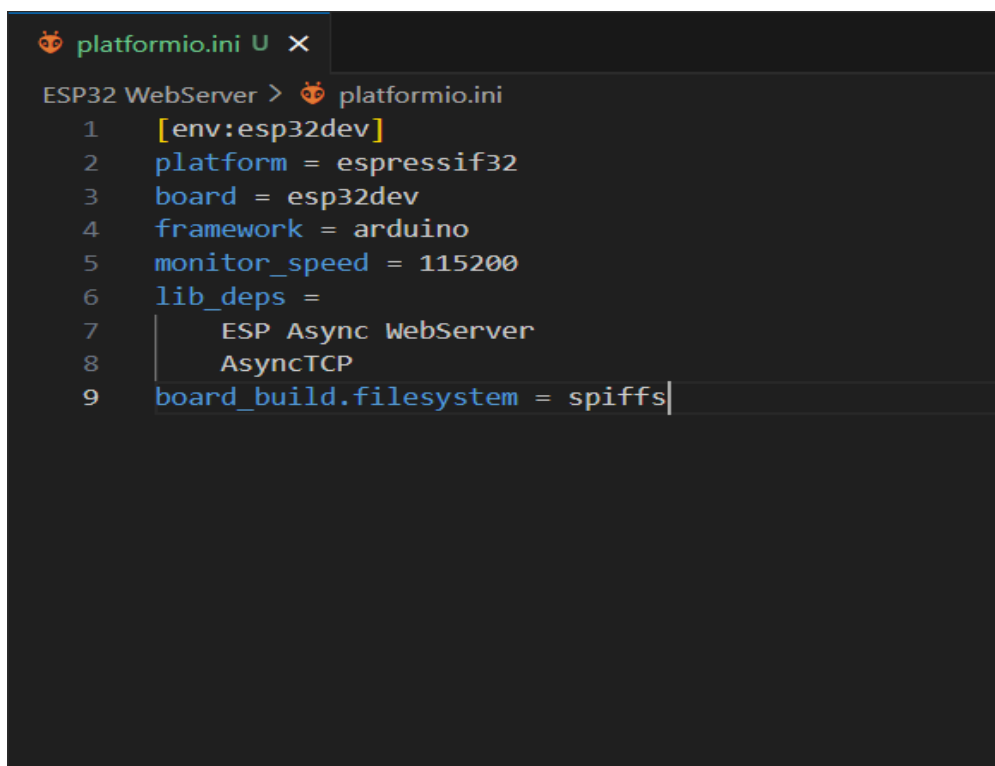 platformio.ini U ×
ESP32 WebServer > platformio.ini
1 [env:esp32dev]
2 platform = espressif32
3 board = esp32dev
4 framework = arduino
5 monitor_speed = 115200
6 lib_deps =
7 ESP Async WebServer
8 AsyncTCP
9 board_build.filesystem = spiffs